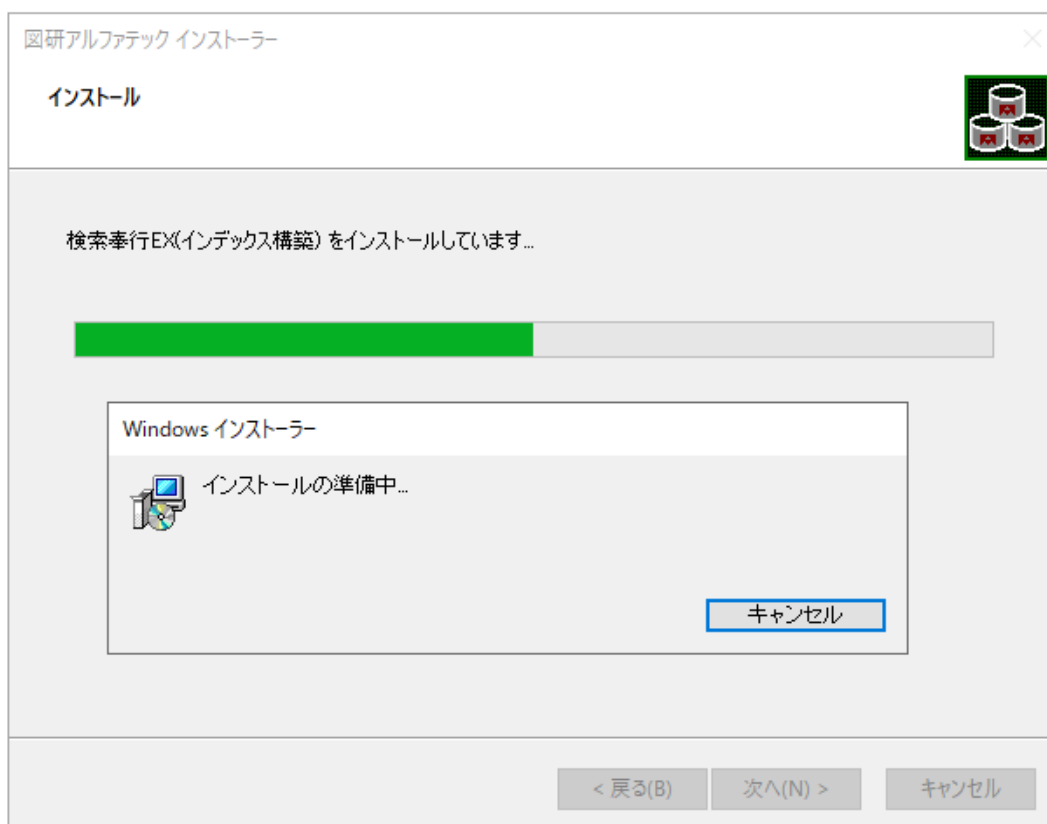 図研アルファテック インストーラー
インストール
検索奉行EX(インデックス構築) をインストールしています...
Windows インストーラー
インストールの準備中...
キャンセル
< 戻る(B)
次へ(N) >
キャンセル